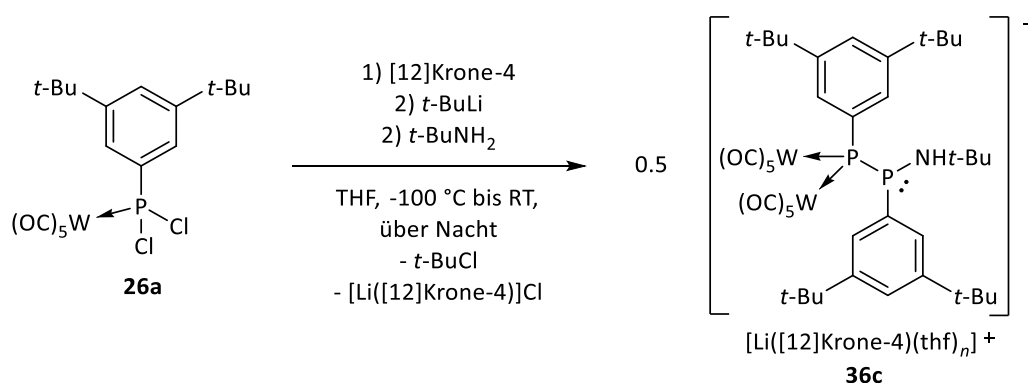 t-Bu
t-Bu
(OC)5W
P
Cl
Cl
26a
1) [12]Krone-4
2) t-BuLi
2) t-BuNH2
THF, -100 °C bis RT,
über Nacht
- t-BuCl
- [Li([12]Krone-4)]Cl
0.5
t-Bu
t-Bu
(OC)5W
P
NHt-Bu
P
(OC)5W
t-Bu
t-Bu
−
[Li([12]Krone-4)(thf)n] +
36c